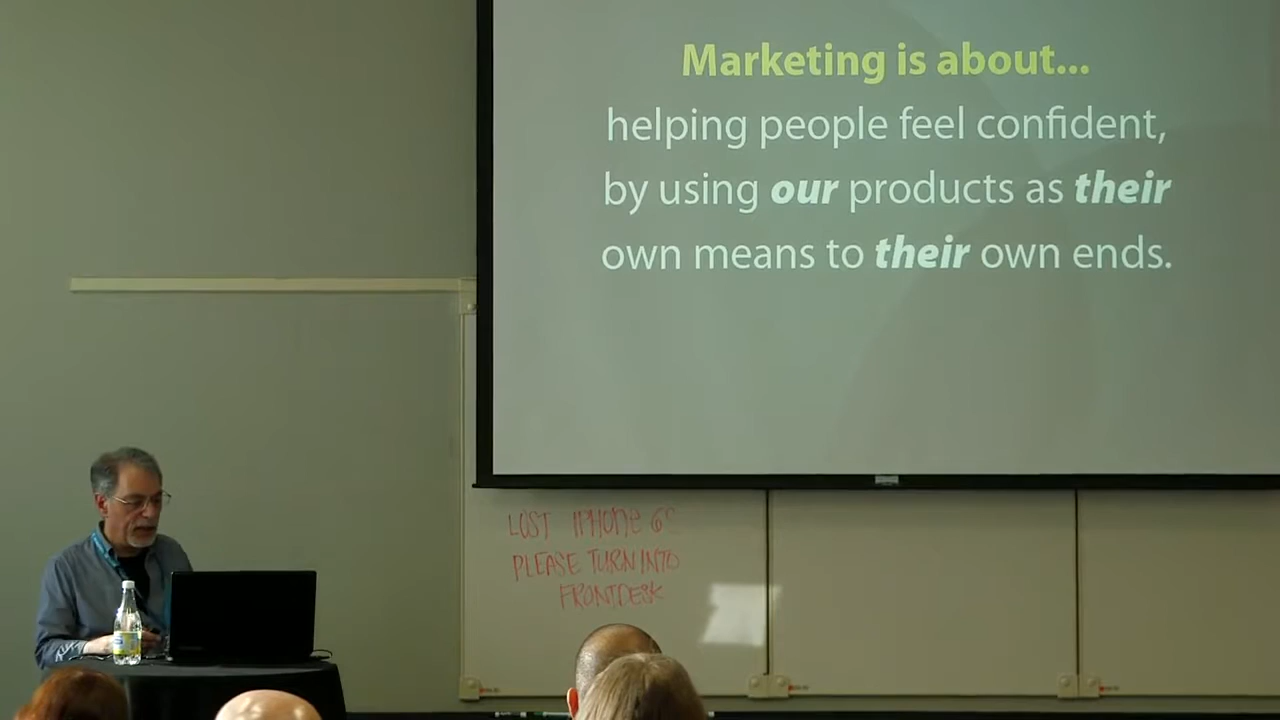 Marketing is about...
helping people feel confident,
by using our products as their
own means to their own ends.
LOST IPHONE 6S
PLEASE TURN INTO
FRONTDESK